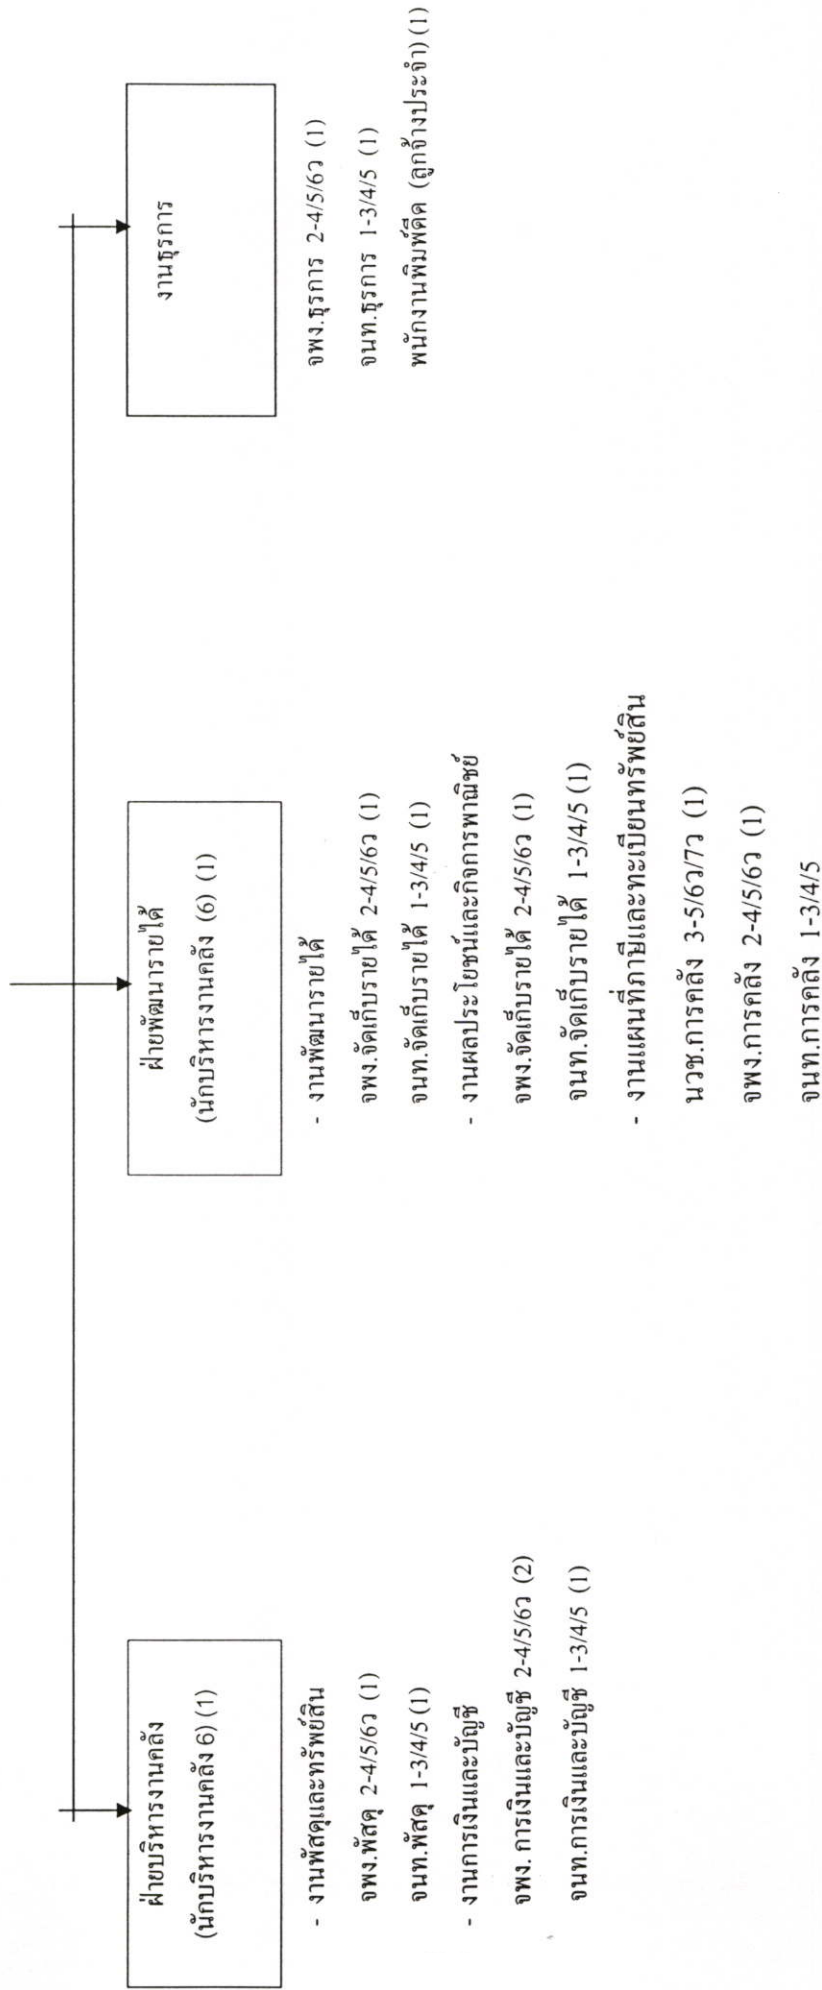 ฝ่ายบริหารงานคลัง
(นักบริหารงานคลัง 6) (1)
- งานพัสดุและทรัพย์สิน
จพง.พัสดุ 2-4/5/6ว (1)
จนท.พัสดุ 1-3/4/5 (1)
- งานการเงินและบัญชี
จพง. การเงินและบัญชี 2-4/5/6ว (2)
จนท.การเงินและบัญชี 1-3/4/5 (1)
ฝ่ายพัฒนารายได้
(นักบริหารงานคลัง (6) (1)
- งานพัฒนารายได้
จพง.จัดเก็บรายได้ 2-4/5/6ว (1)
จนท.จัดเก็บรายได้ 1-3/4/5 (1)
- งานผลประโยชน์และกิจการพาณิชย์
จพง.จัดเก็บรายได้ 2-4/5/6ว (1)
จนท.จัดเก็บรายได้ 1-3/4/5 (1)
- งานแผนที่ภาษีและทะเบียนทรัพย์สิน
นวช.การคลัง 3-5/6ว/7ว (1)
จพง.การคลัง 2-4/5/6ว (1)
จนท.การคลัง 1-3/4/5
งานธุรการ
จพง.ธุรการ 2-4/5/6ว (1)
จนท.ธุรการ 1-3/4/5 (1)
พนักงานพิมพ์ดีด (ลูกจ้างประจำ) (1)